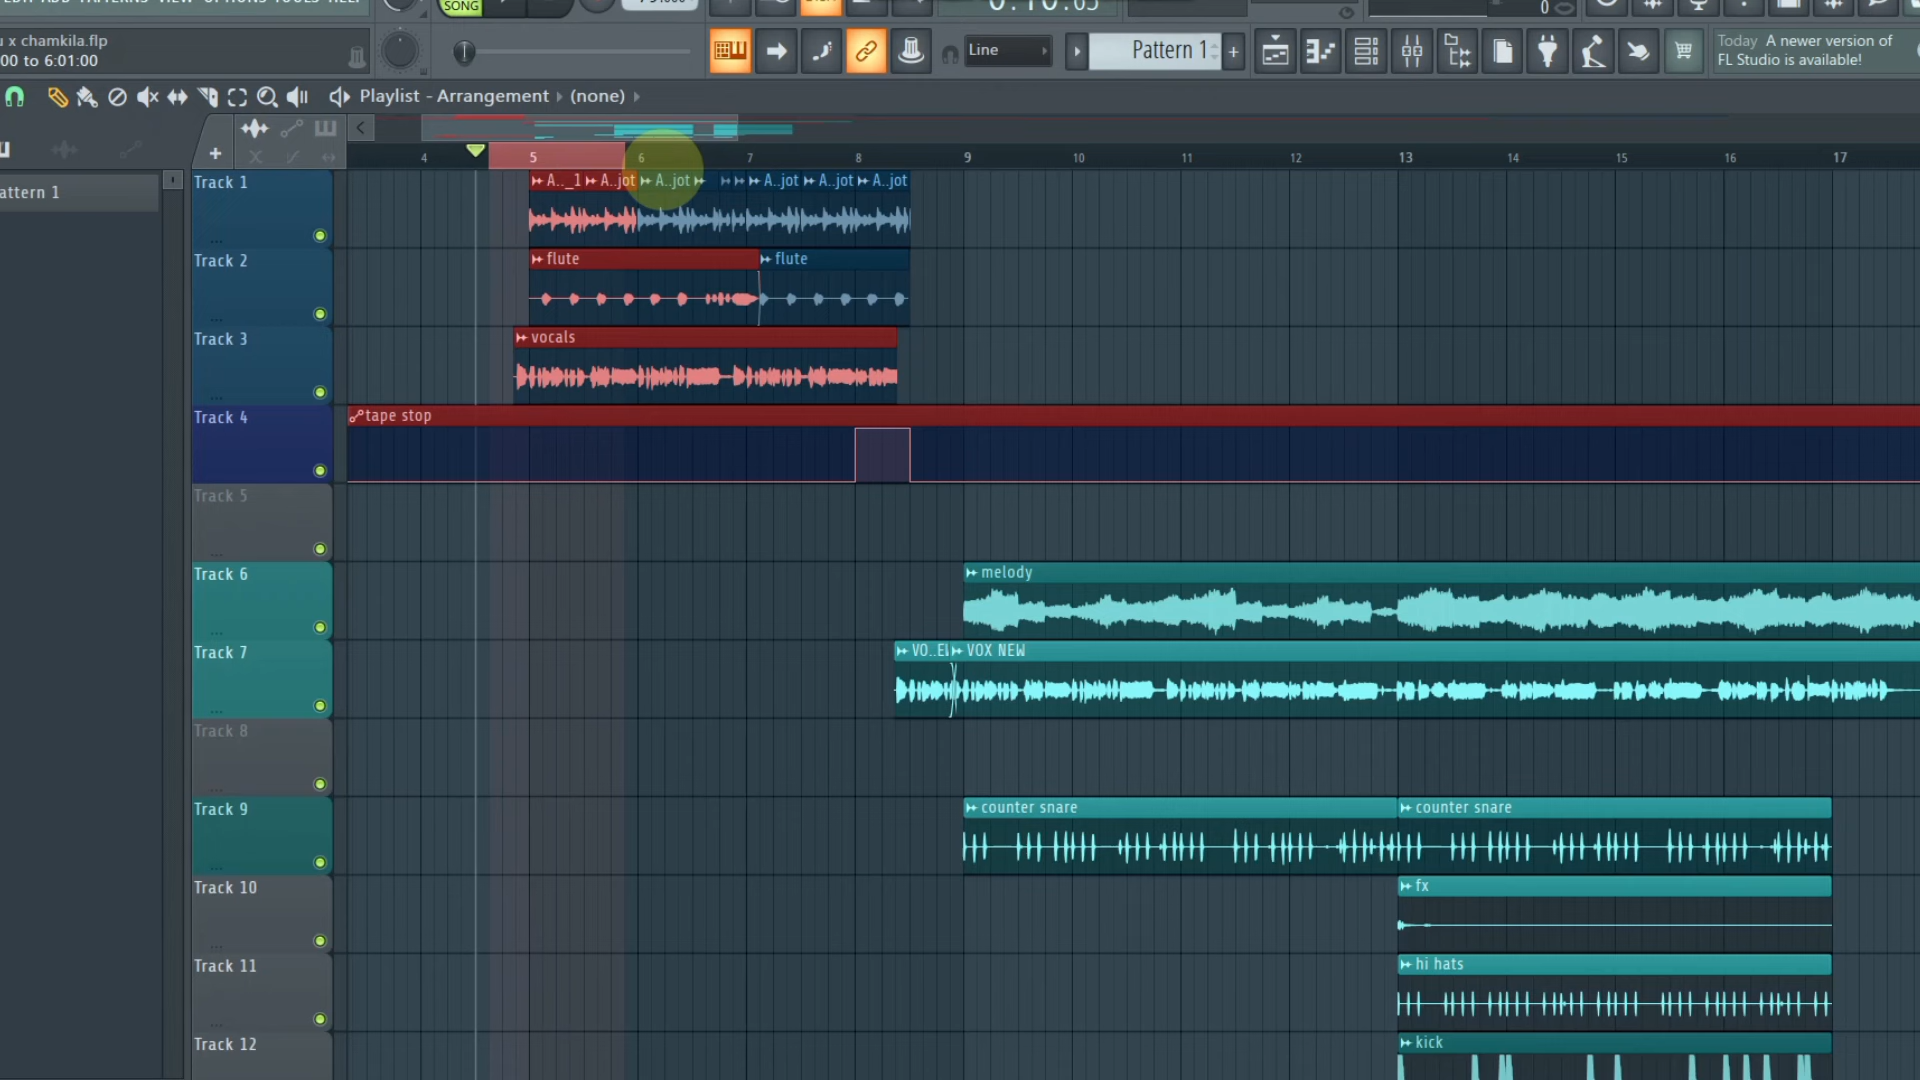 SONG
u x chamkila.flp
00 to 6:01:00
Line
Pattern 1
+
Today A newer version of
FL Studio is available!
Playlist - Arrangement (none)
+
4 5 6 7 8 9 10 11 12 13 14 15 16 17
attern 1
Track 1
A.._1 A..jot A..jot A..jot A..jot A..jot
Track 2
flute flute
Track 3
vocals
Track 4
tape stop
Track 5
Track 6
melody
Track 7
VO..EW VOX NEW
Track 8
Track 9
counter snare counter snare
Track 10
fx
Track 11
hi hats
Track 12
kick